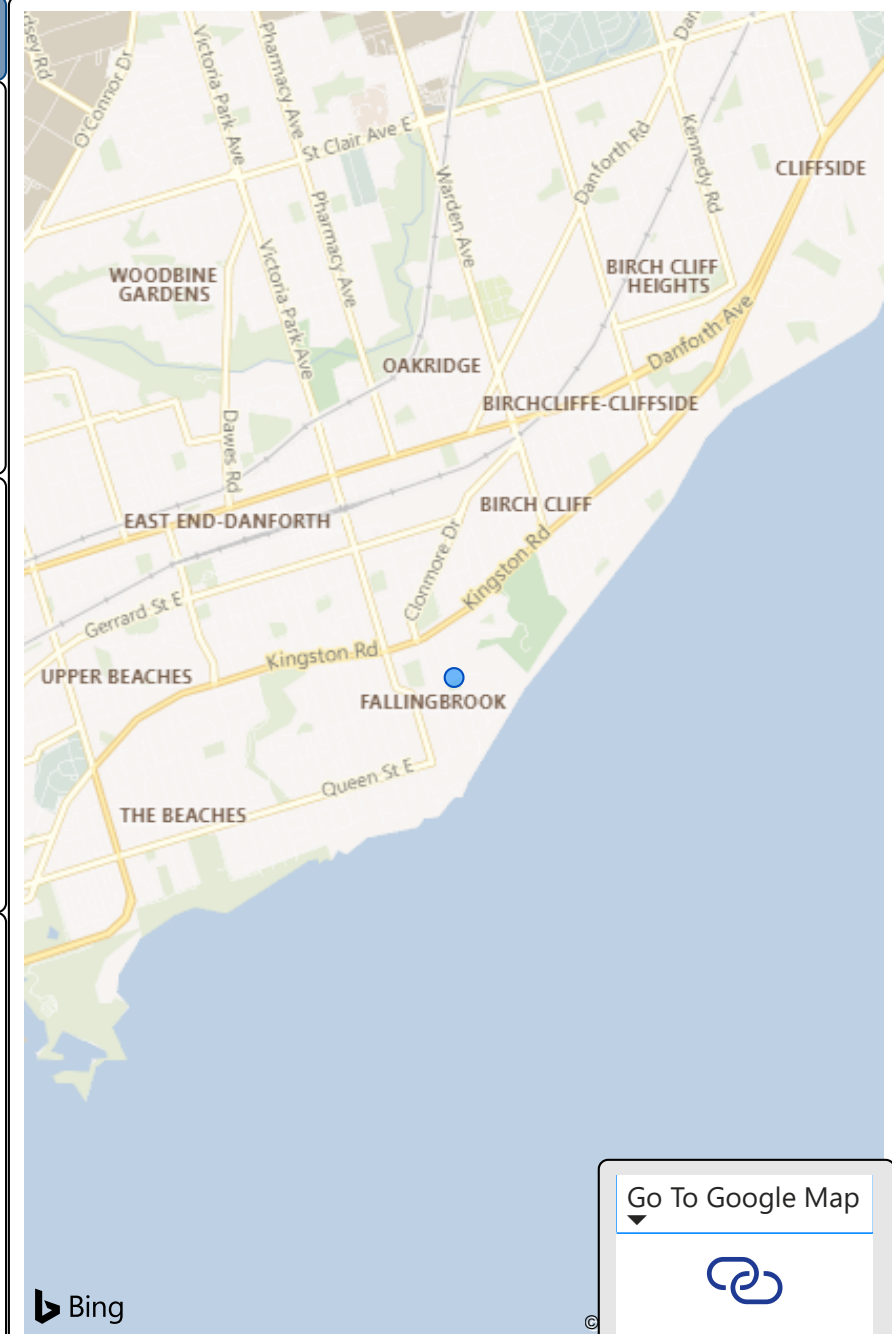 O'Connor Dr
Victoria Park Ave
Pharmacy Ave
St Clair Ave E
Danforth Rd
Kennedy Rd
CLIFFSIDE
Warden Ave
Pharmacy Ave
Victoria Park Ave
WOODBINE
GARDENS
BIRCH CLIFF
HEIGHTS
Danforth Ave
OAKRIDGE
BIRCHCLIFFE-CLIFFSIDE
Dawes Rd
BIRCH CLIFF
EAST END-DANFORTH
Clonmore Dr
Kingston Rd
Gerrard St E
Kingston Rd
UPPER BEACHES
FALLINGBROOK
Queen St E
THE BEACHES
Go To Google Map
Bing
©